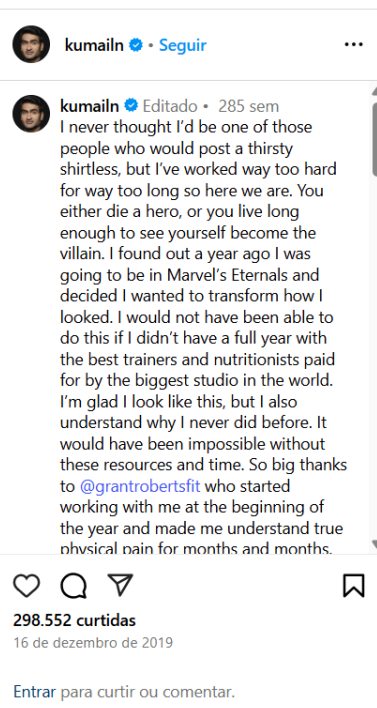 kumailn • Seguir
kumailn Editado • 285 sem
I never thought I'd be one of those
people who would post a thirsty
shirtless, but I've worked way too hard
for way too long so here we are. You
either die a hero, or you live long
enough to see yourself become the
villain. I found out a year ago I was
going to be in Marvel's Eternals and
decided I wanted to transform how I
looked. I would not have been able to
do this if I didn't have a full year with
the best trainers and nutritionists paid
for by the biggest studio in the world.
I'm glad I look like this, but I also
understand why I never did before. It
would have been impossible without
these resources and time. So big thanks
to @grantrobertsfit who started
working with me at the beginning of
the year and made me understand true
physical pain for months and months.
298.552 curtidas
16 de dezembro de 2019
Entrar para curtir ou comentar.